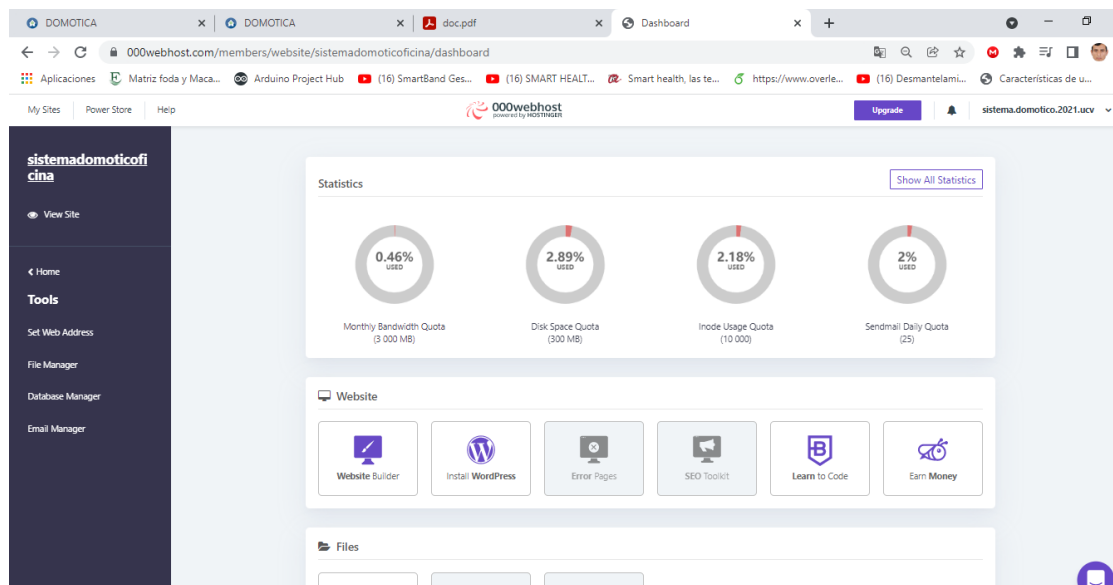 DOMOTICA
DOMOTICA
doc.pdf
Dashboard
000webhost.com/members/website/sistemadomoticoficina/dashboard
Aplicaciones
Matriz foda y Maca...
Arduino Project Hub
(16) SmartBand Ges...
(16) SMART HEALT...
Smart health, las te...
https://www.overle...
(16) Desmantelami...
Características de u...
My Sites
Power Store
Help
000webhost
powered by HOSTINGER
Upgrade
sistema.domotico.2021.ucv
sistemadomoticofi
cina
View Site
Home
Tools
Set Web Address
File Manager
Database Manager
Email Manager
Statistics
Show All Statistics
0.46%
USED
Monthly Bandwidth Quota
(3 000 MB)
2.89%
USED
Disk Space Quota
(300 MB)
2.18%
USED
Inode Usage Quota
(10 000)
2%
USED
Sendmail Daily Quota
(25)
Website
Website Builder
Install WordPress
Error Pages
SEO Toolkit
Learn to Code
Earn Money
Files